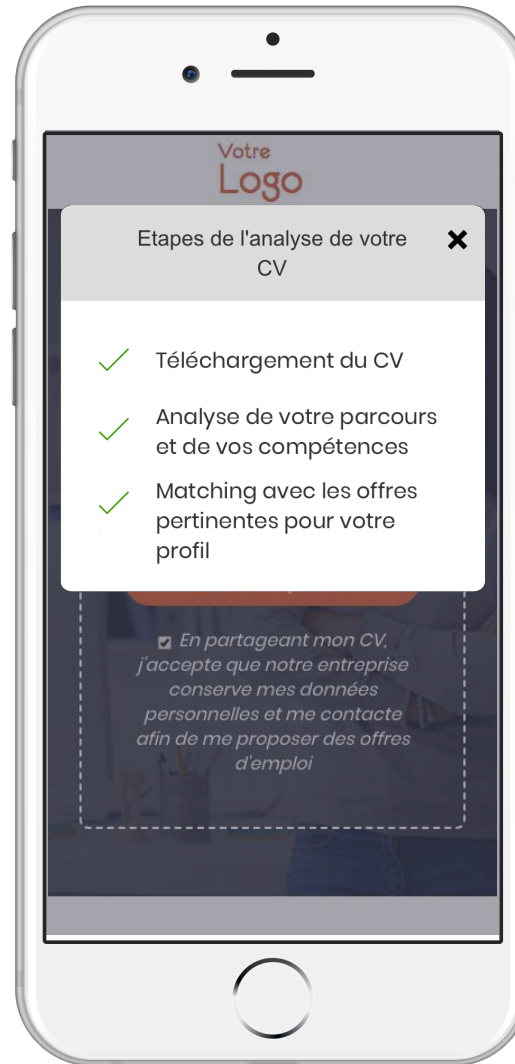 Votre
Logo
Etapes de l'analyse de votre
CV
Téléchargement du CV
Analyse de votre parcours
et de vos compétences
Matching avec les offres
pertinentes pour votre
profil
En partageant mon CV,
j'accepte que notre entreprise
conserve mes données
personnelles et me contacte
afin de me proposer des offres
d'emploi